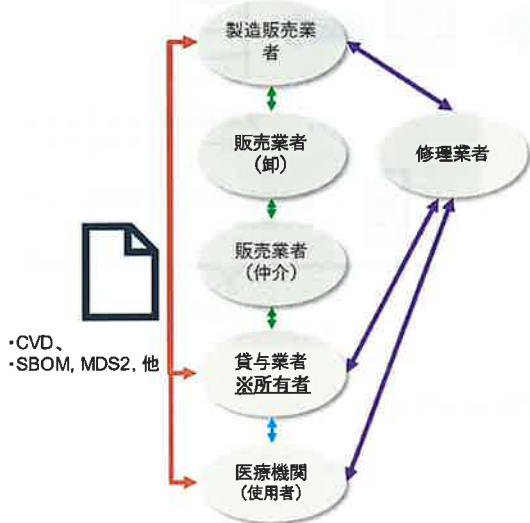 製造販売業
者
販売業者
(卸)
修理業者
販売業者
(仲介)
・CVD、
・SBOM, MDS2, 他
貸与業者
※所有者
医療機関
(使用者)